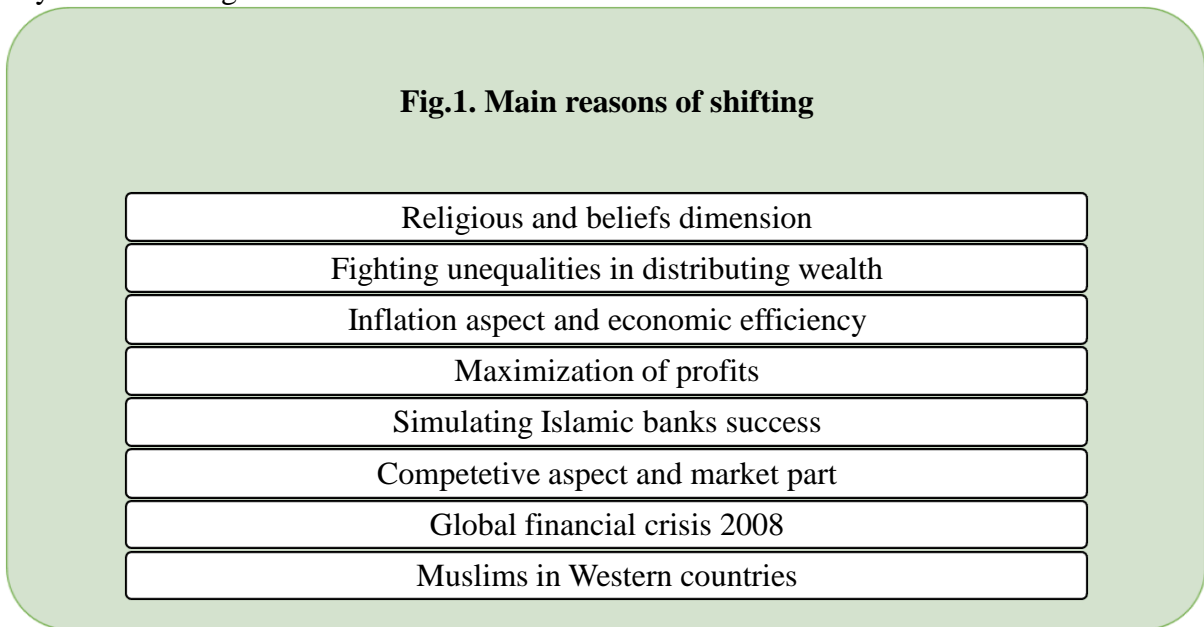 Fig.1. Main reasons of shifting
Religious and beliefs dimension
Fighting unequalities in distributing wealth
Inflation aspect and economic efficiency
Maximization of profits
Simulating Islamic banks success
Competetive aspect and market part
Global financial crisis 2008
Muslims in Western countries